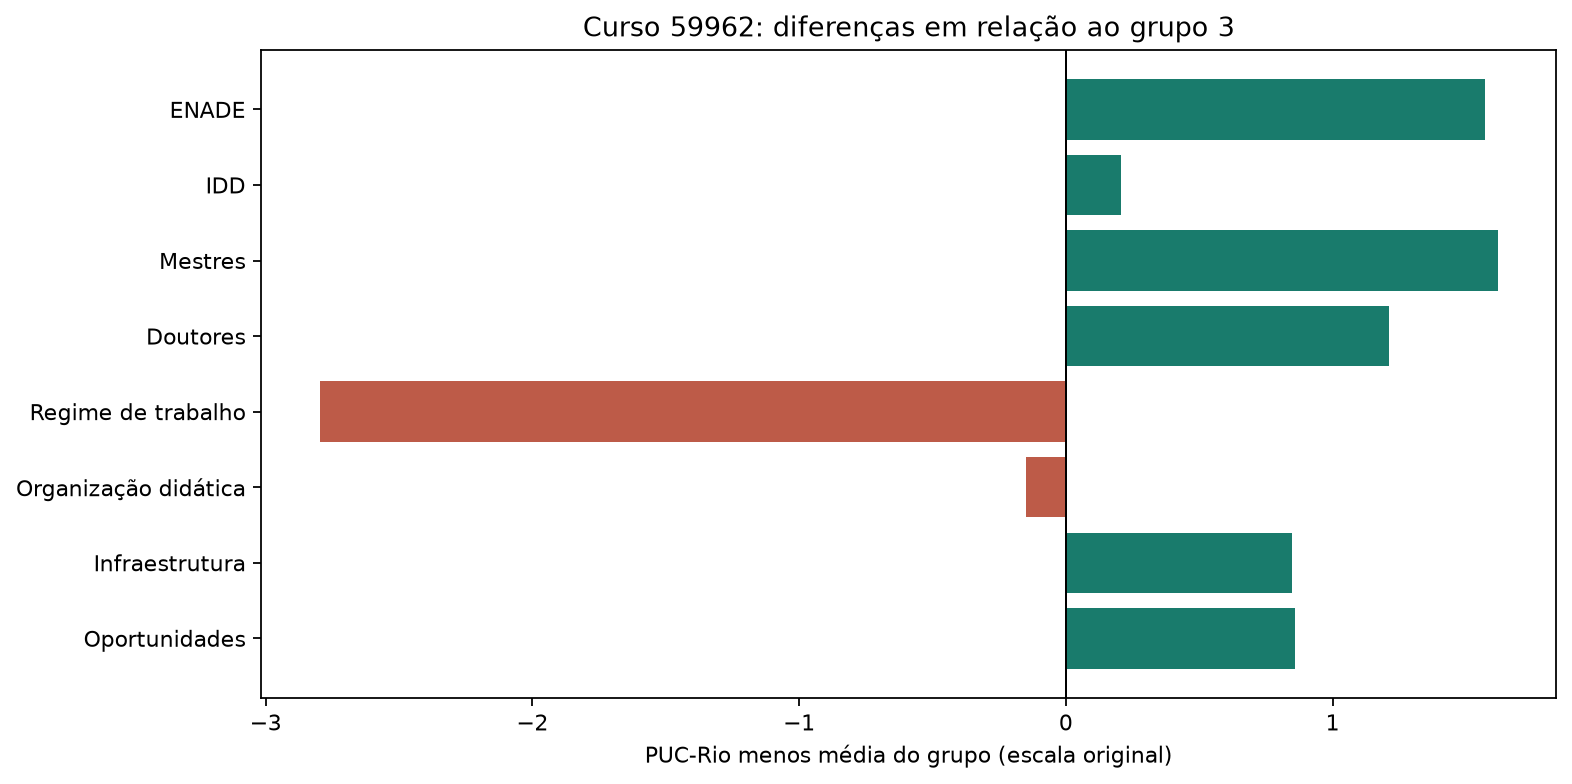 Curso 59962: diferenças em relação ao grupo 3
ENADE
IDD
Mestres
Doutores
Regime de trabalho
Organização didática
Infraestrutura
Oportunidades
−3 −2 −1 0 1
PUC-Rio menos média do grupo (escala original)